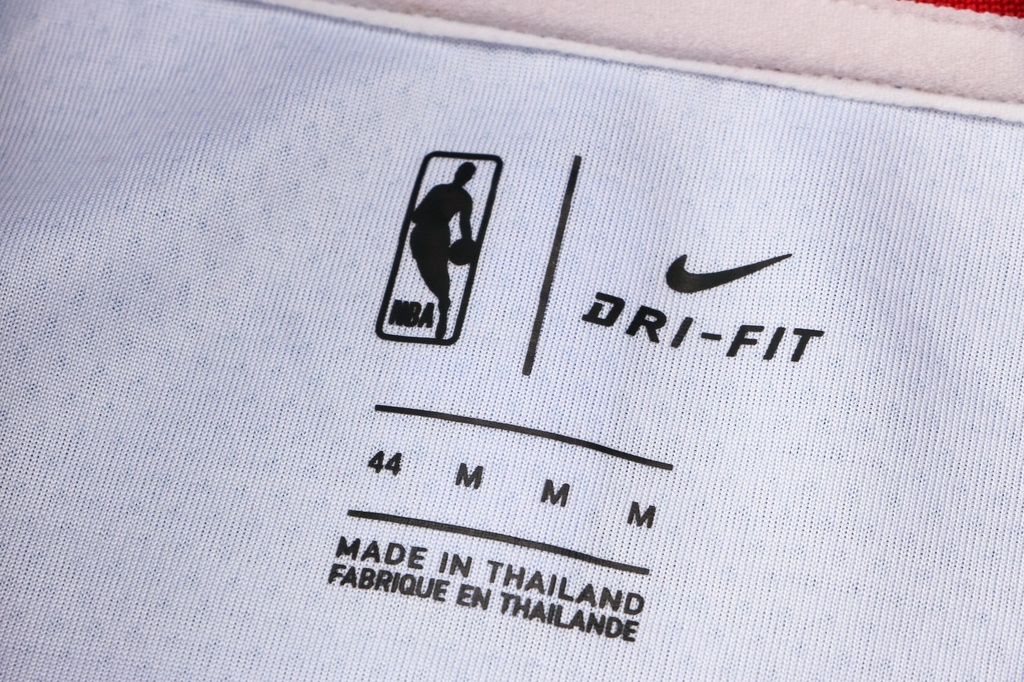 NBA
DRI-FIT
44 M M M
MADE IN THAILAND
FABRIQUE EN THAILANDE